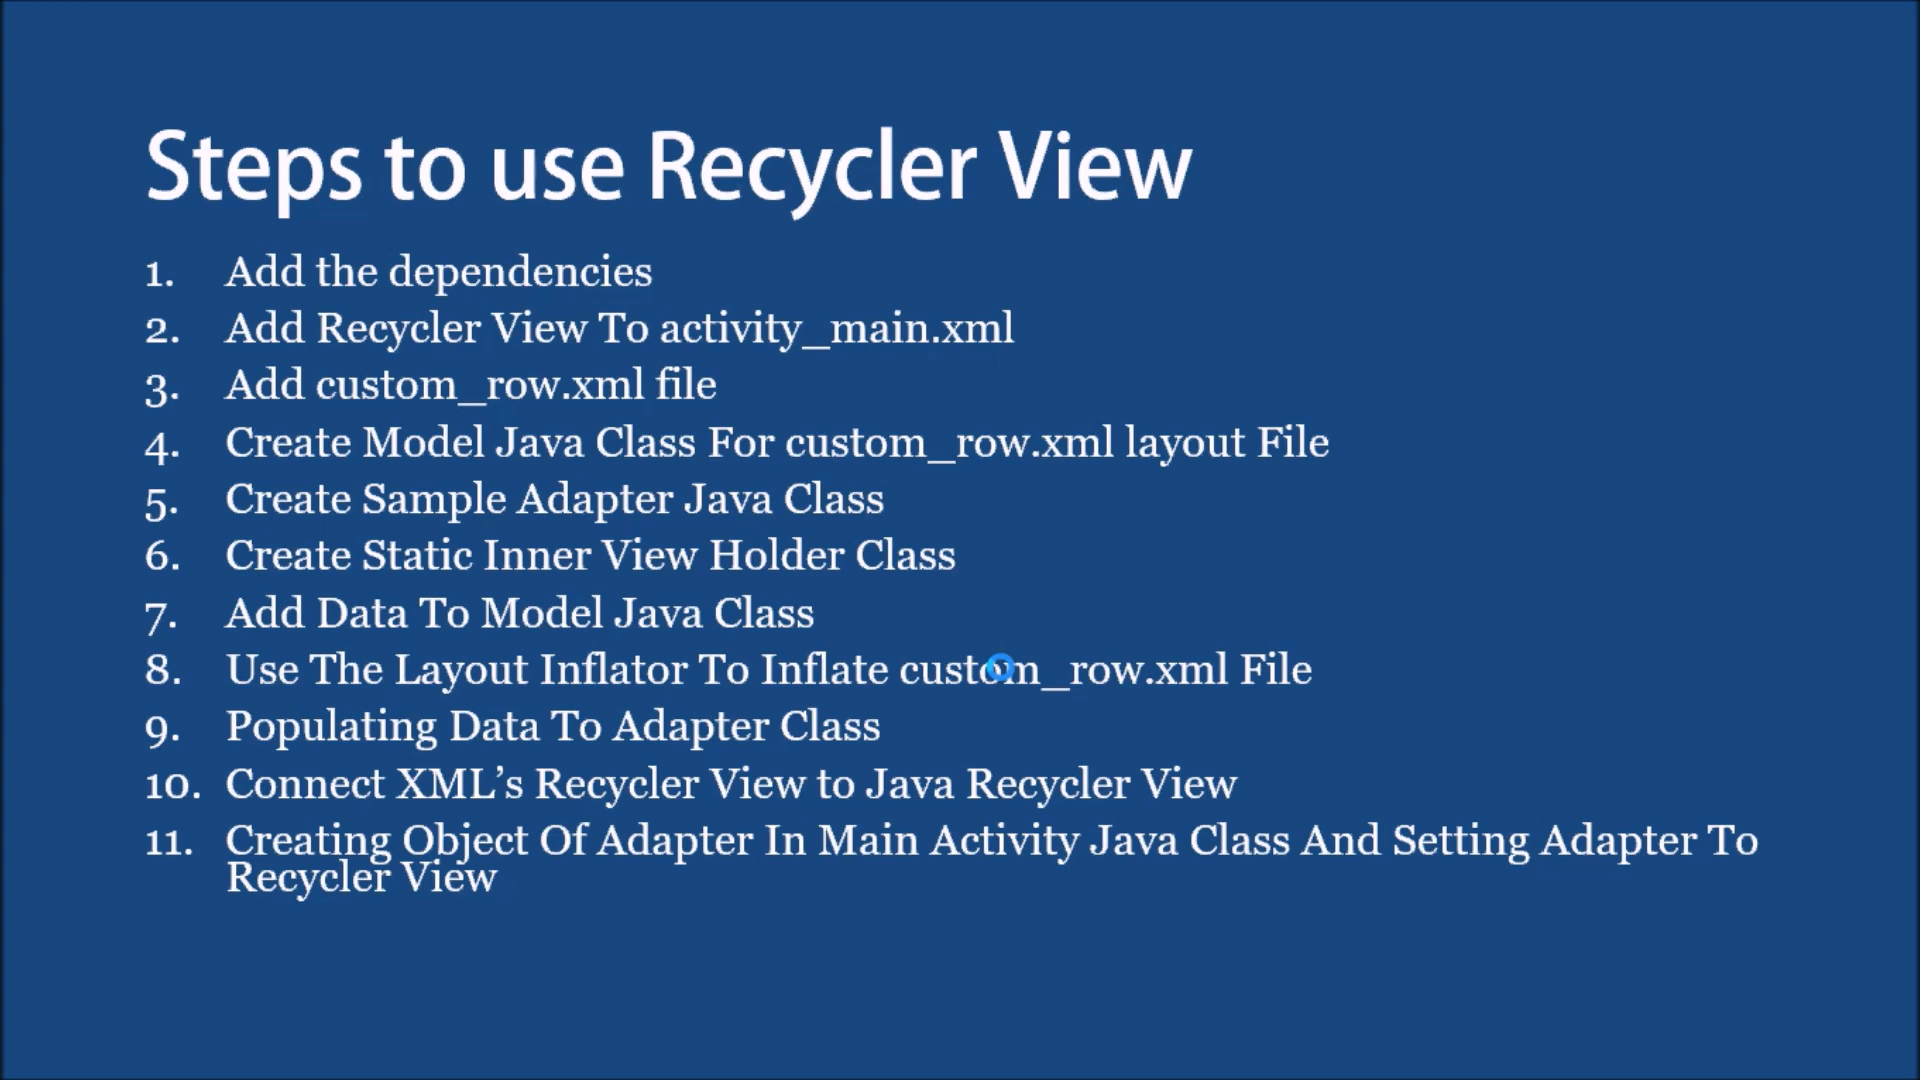 Steps to use Recycler View
1. Add the dependencies
2. Add Recycler View To activity_main.xml
3. Add custom_row.xml file
4. Create Model Java Class For custom_row.xml layout File
5. Create Sample Adapter Java Class
6. Create Static Inner View Holder Class
7. Add Data To Model Java Class
8. Use The Layout Inflator To Inflate custom_row.xml File
9. Populating Data To Adapter Class
10. Connect XML’s Recycler View to Java Recycler View
11. Creating Object Of Adapter In Main Activity Java Class And Setting Adapter To
Recycler View